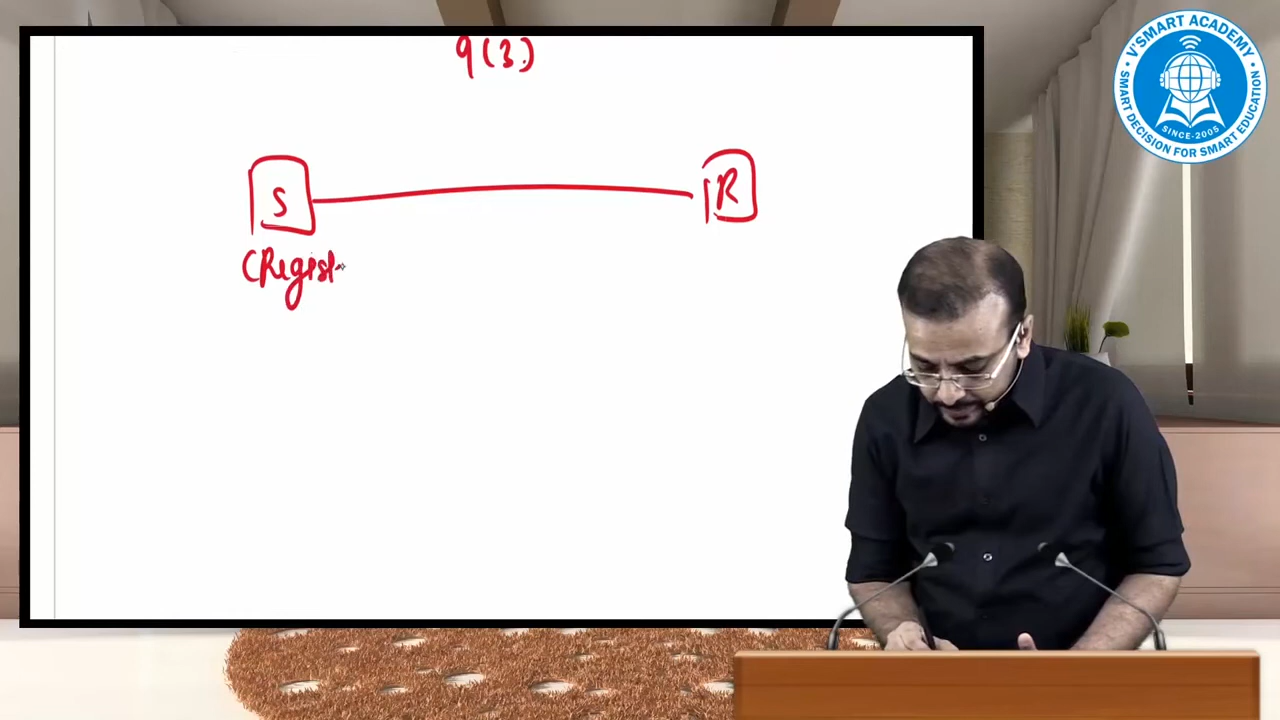 9(3)
S
R
(Regist
V'SMART ACADEMY
SMART DECISION FOR SMART EDUCATION
SINCE-2005